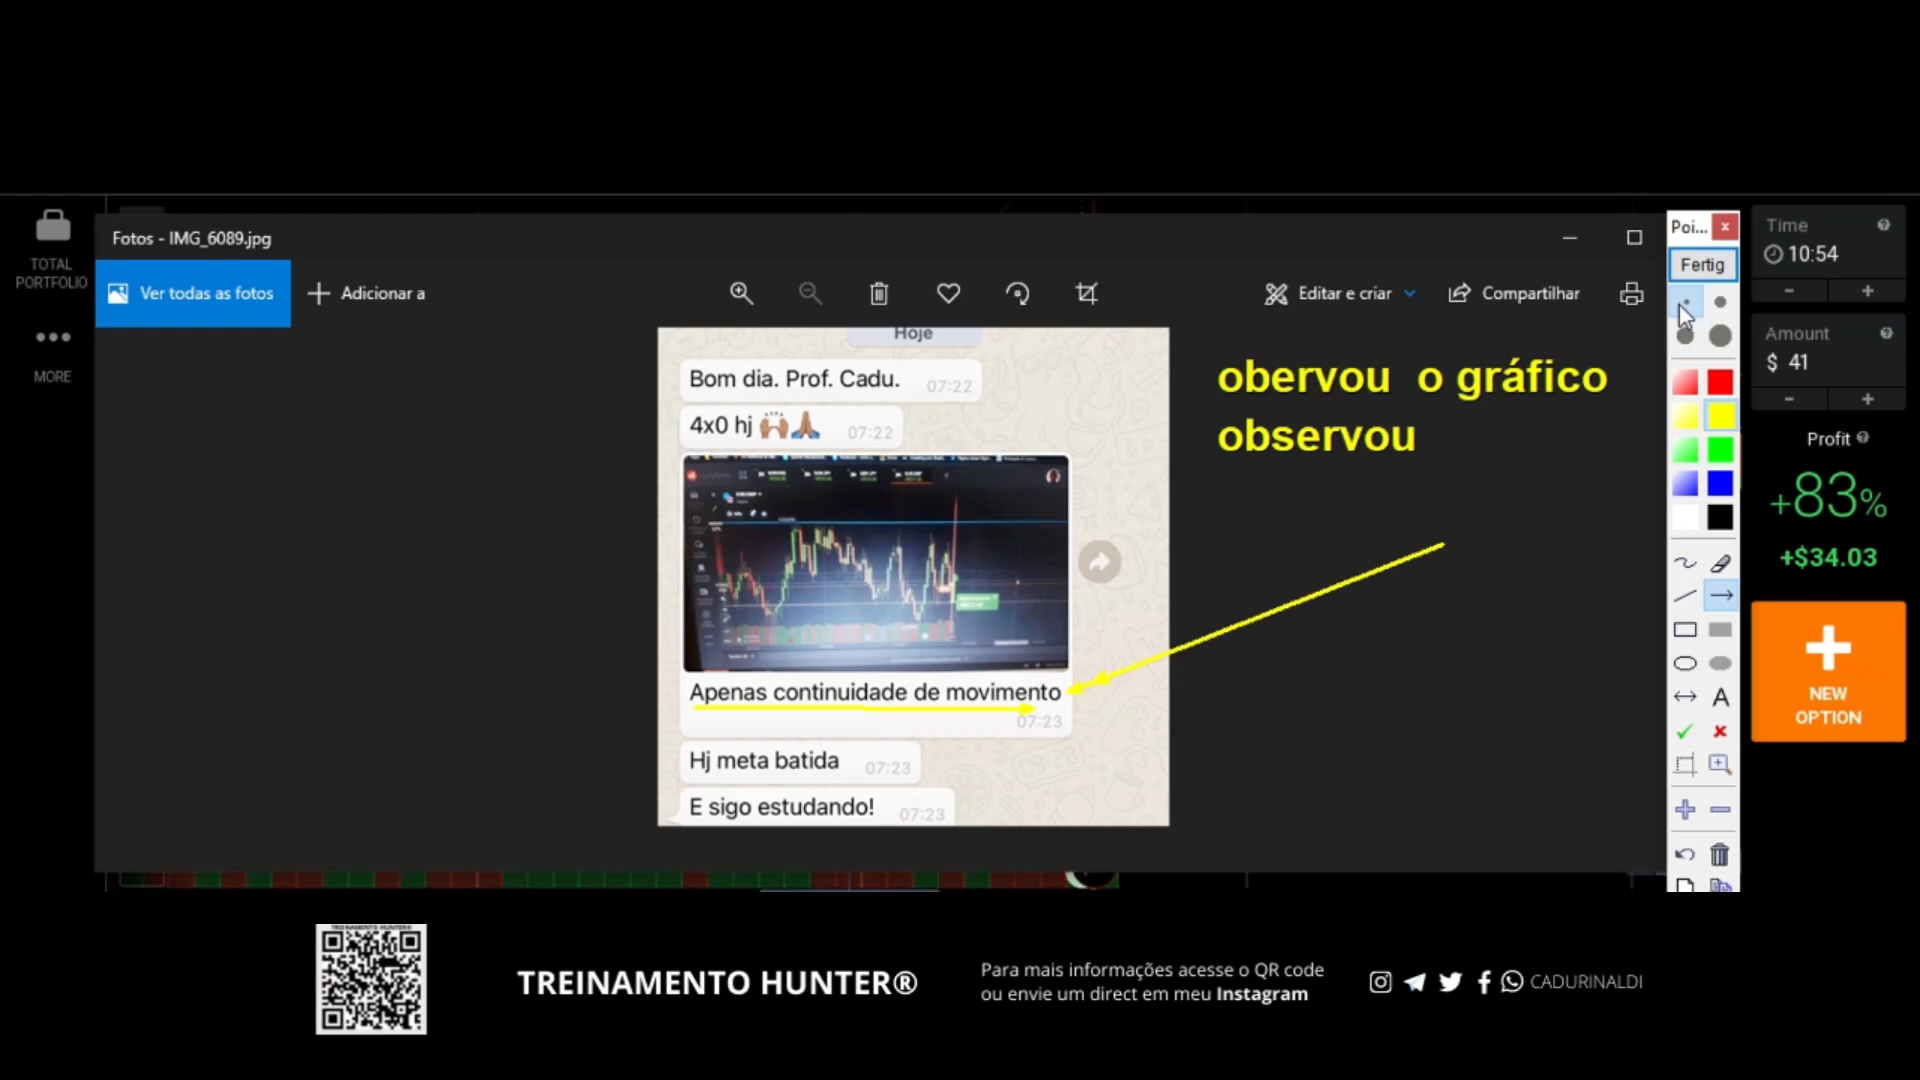 TOTAL
PORTFOLIO
MORE
Fotos - IMG_6089.jpg
Ver todas as fotos
Adicionar a
Editar e criar
Compartilhar
Hoje
Bom dia. Prof. Cadu. 07:22
4x0 hj 🙌🏽🙏🏽 07:22
Apenas continuidade de movimento
07:23
Hj meta batida 07:23
E sigo estudando! 07:23
obervou o gráfico
observou
Poi...
Fertig
A
Time
10:54
Amount
$ 41
Profit
+83%
+$34.03
NEW
OPTION
TREINAMENTO HUNTER®
Para mais informações acesse o QR code
ou envie um direct em meu Instagram
CADURINALDI